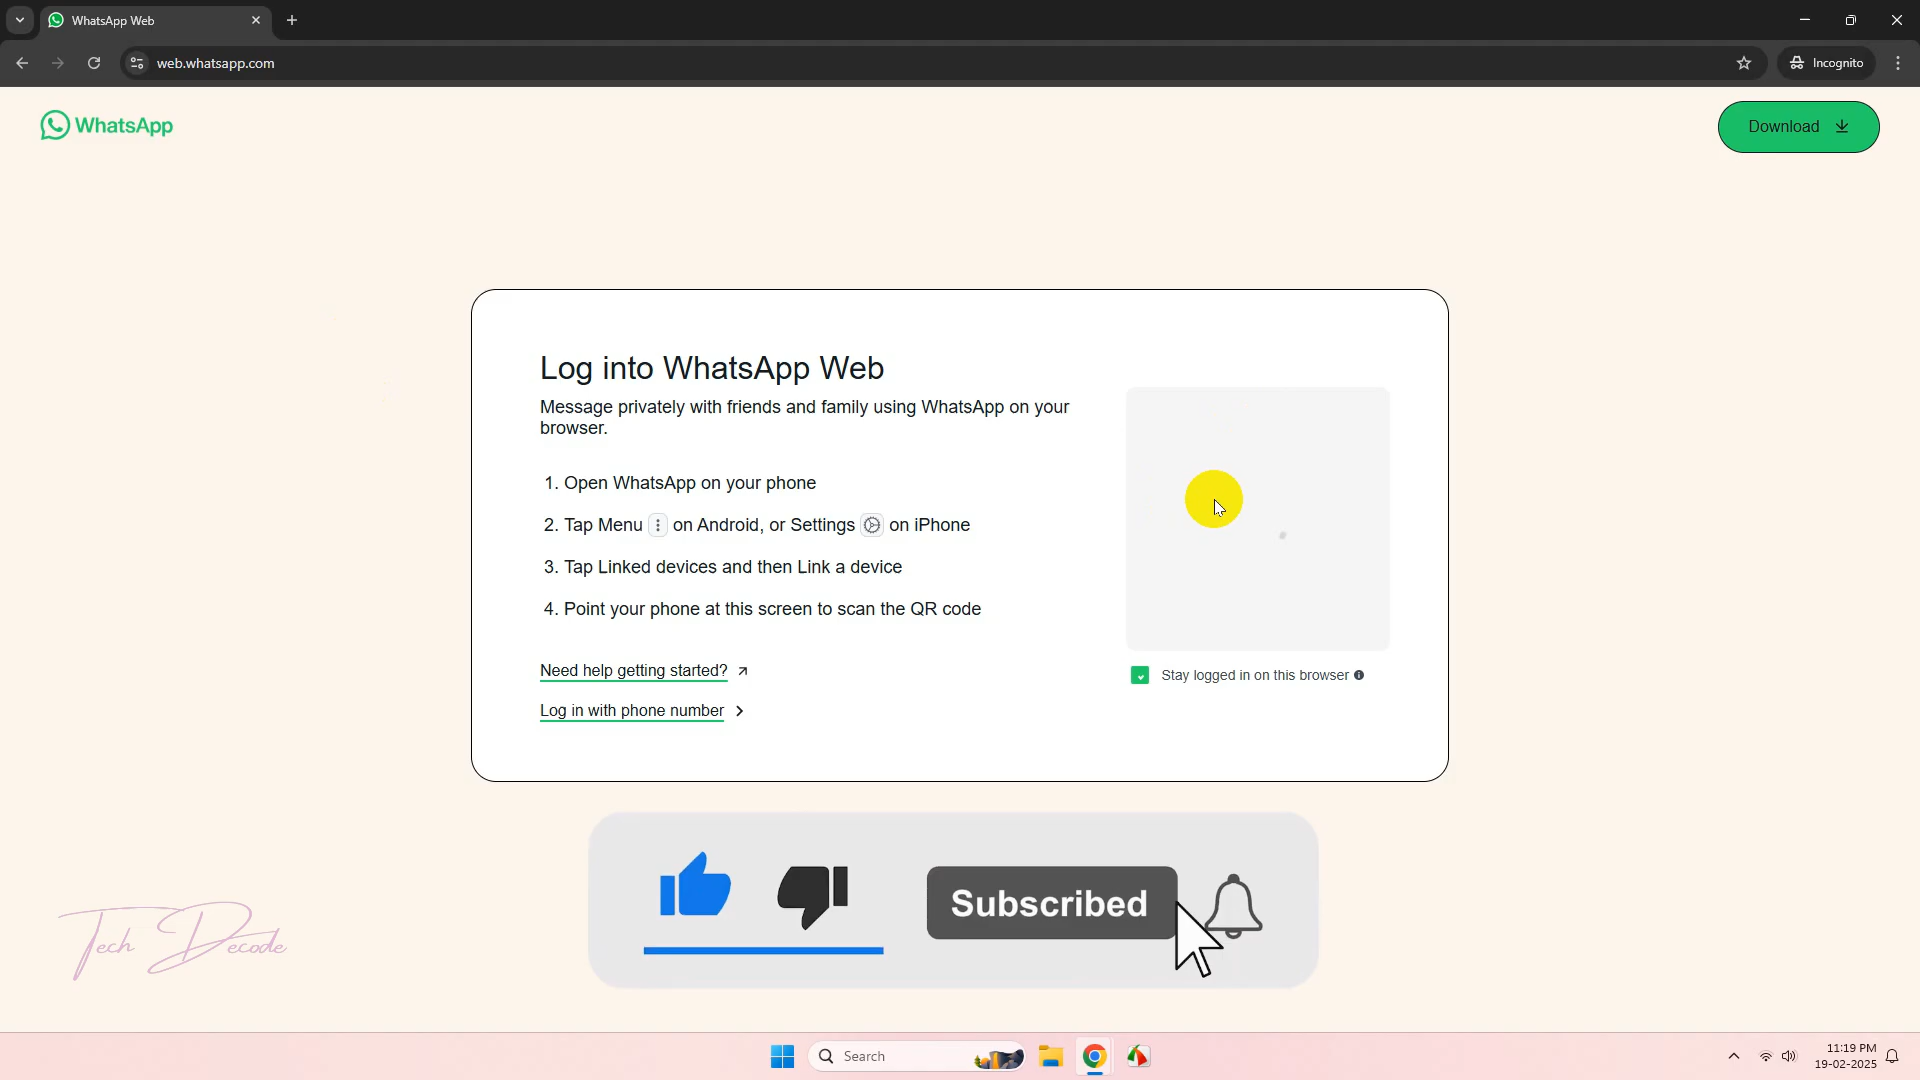 WhatsApp Web
web.whatsapp.com
Incognito
WhatsApp
Download
Log into WhatsApp Web
Message privately with friends and family using WhatsApp on your
browser.
1. Open WhatsApp on your phone
2. Tap Menu on Android, or Settings on iPhone
3. Tap Linked devices and then Link a device
4. Point your phone at this screen to scan the QR code
Need help getting started?
Log in with phone number
Stay logged in on this browser
Subscribed
Tech Decode
Search
11:19 PM
19-02-2025